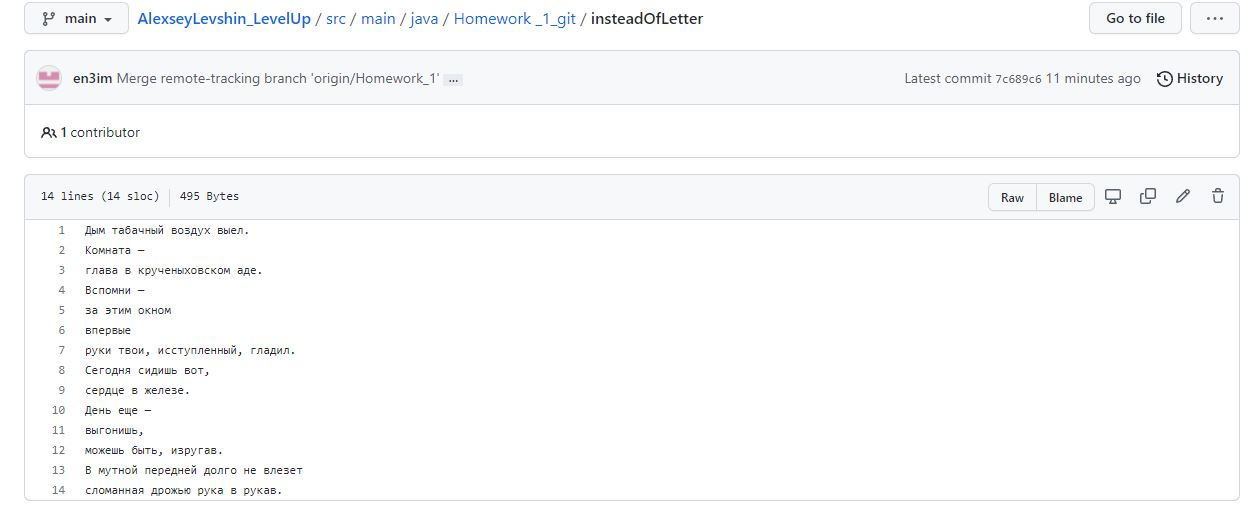 main AlexseyLevshin_LevelUp / src / main / java / Homework _1_git / insteadOfLetter Go to file ...
en3im Merge remote-tracking branch 'origin/Homework_1' ... Latest commit 7c689c6 11 minutes ago History
1 contributor
14 lines (14 sloc) 495 Bytes Raw Blame
1 Дым табачный воздух выел.
2 Комната —
3 глава в крученыховском аде.
4 Вспомни —
5 за этим окном
6 впервые
7 руки твои, исступленный, гладил.
8 Сегодня сидишь вот,
9 сердце в железе.
10 День еще —
11 выгонишь,
12 можешь быть, изругав.
13 В мутной передней долго не влезет
14 сломанная дрожью рука в рукав.